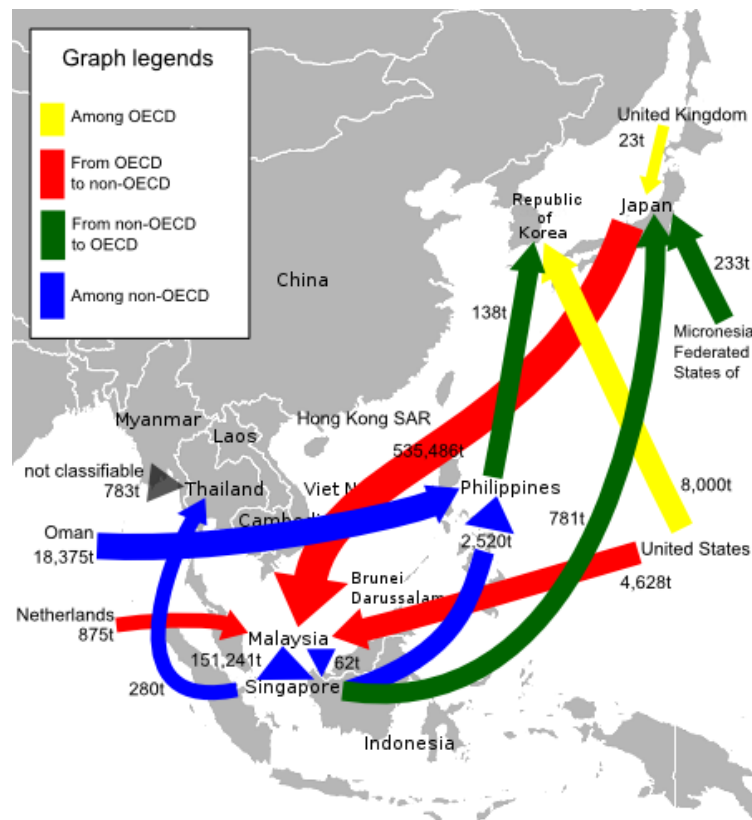 Graph legends
Among OECD
From OECD
to non-OECD
From non-OECD
to OECD
Among non-OECD
United Kingdom
23t
Republic
of
Korea
Japan
233t
China
138t
Micronesia
Federated
States of
Myanmar
Laos
Hong Kong SAR
535,486t
not classifiable
783t
Thailand
Viet
Philippines
8,000t
Oman
18,375t
2,520t
781t
United States
4,628t
Brunei
Darussalam
Netherlands
875t
Malaysia
151,241t
62t
280t
Singapore
Indonesia